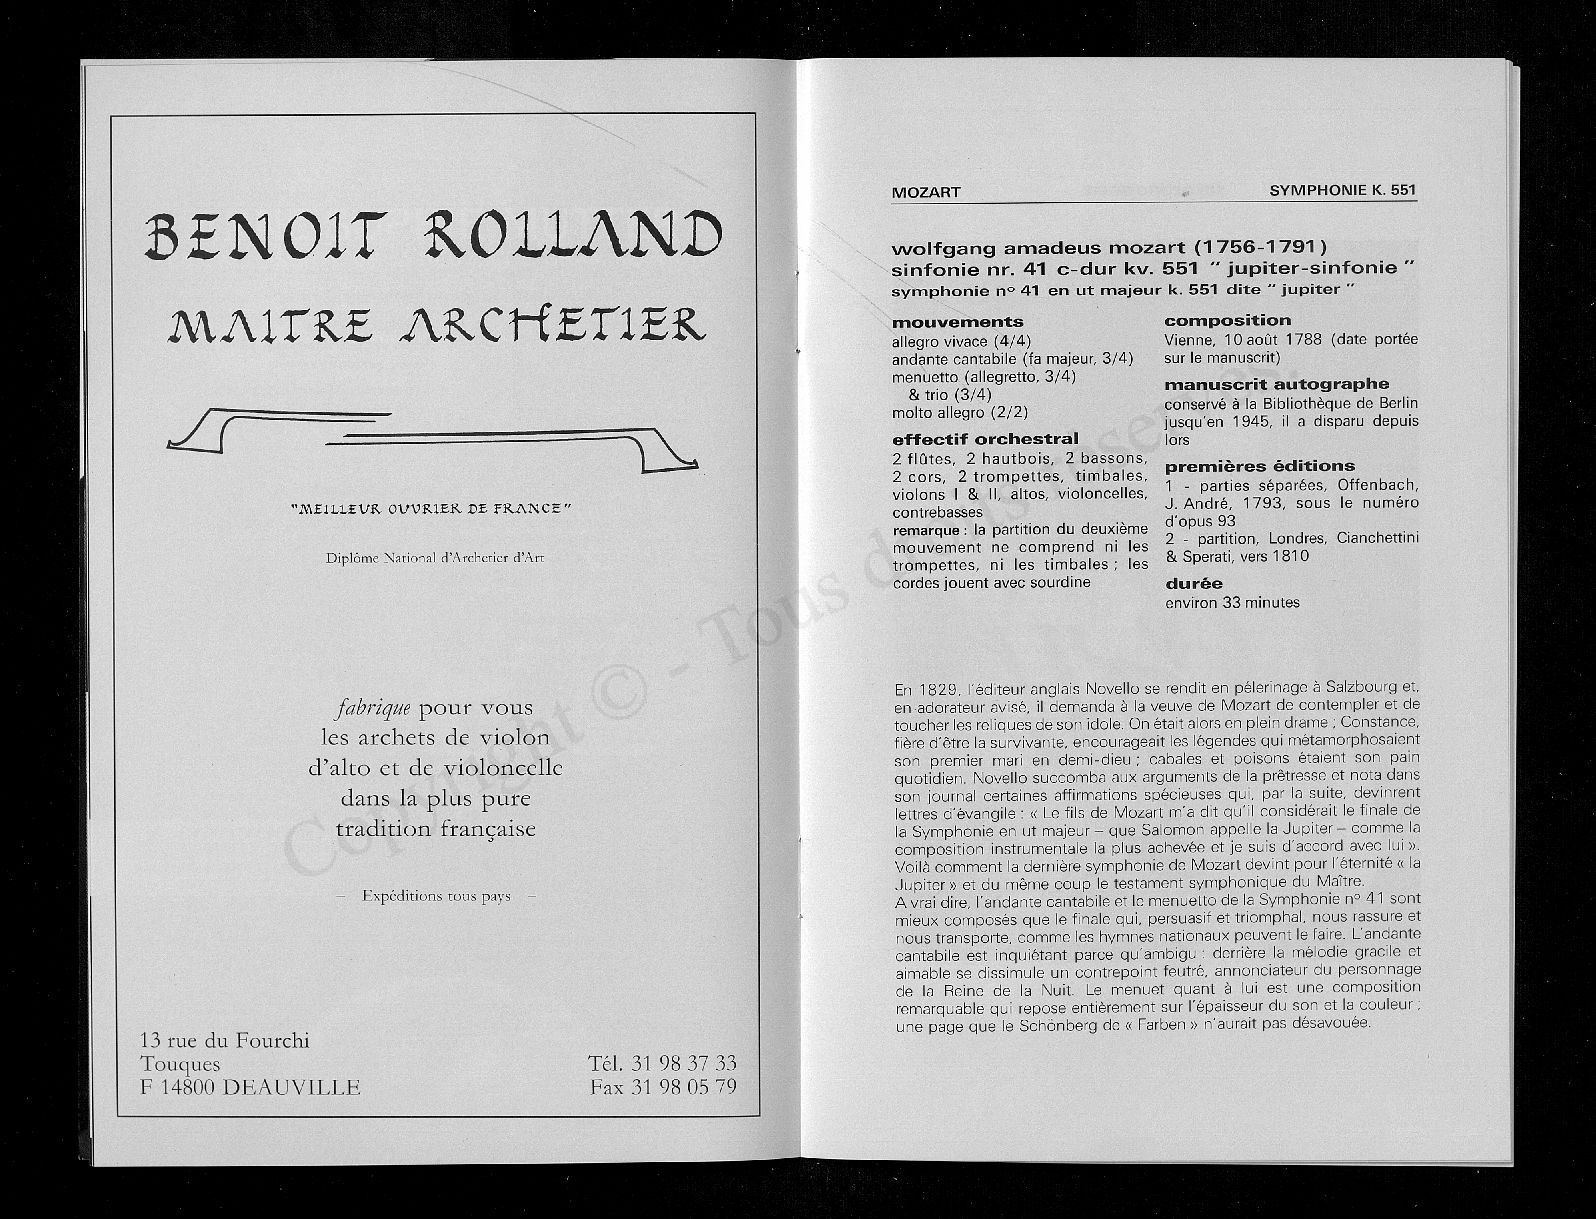 BENOIT ROLLAND
MAITRE ARCHETIER
"MEILLEUR OUVRIER DE FRANCE"
Diplôme National d'Archetier d'Art
fabrique pour vous
les archets de violon
d'alto et de violoncelle
dans la plus pure
tradition française
– Expéditions tous pays –
13 rue du Fourchi
Touques
F 14800 DEAUVILLE
Tél. 31 98 37 33
Fax 31 98 05 79
MOZART SYMPHONIE K. 551
wolfgang amadeus mozart (1756-1791)
sinfonie nr. 41 c-dur kv. 551 " jupiter-sinfonie "
symphonie nº 41 en ut majeur k. 551 dite " jupiter "
mouvements
allegro vivace (4/4)
andante cantabile (fa majeur, 3/4)
menuetto (allegretto, 3/4)
& trio (3/4)
molto allegro (2/2)
effectif orchestral
2 flûtes, 2 hautbois, 2 bassons,
2 cors, 2 trompettes, timbales,
violons I & II, altos, violoncelles,
contrebasses
remarque : la partition du deuxième
mouvement ne comprend ni les
trompettes, ni les timbales ; les
cordes jouent avec sourdine
composition
Vienne, 10 août 1788 (date portée
sur le manuscrit)
manuscrit autographe
conservé à la Bibliothèque de Berlin
jusqu'en 1945, il a disparu depuis
lors
premières éditions
1 - parties séparées, Offenbach,
J. André, 1793, sous le numéro
d'opus 93
2 - partition, Londres, Cianchettini
& Sperati, vers 1810
durée
environ 33 minutes
En 1829, l'éditeur anglais Novello se rendit en pélerinage à Salzbourg et,
en adorateur avisé, il demanda à la veuve de Mozart de contempler et de
toucher les reliques de son idole. On était alors en plein drame ; Constance,
fière d'être la survivante, encourageait les légendes qui métamorphosaient
son premier mari en demi-dieu ; cabales et poisons étaient son pain
quotidien. Novello succomba aux arguments de la prêtresse et nota dans
son journal certaines affirmations spécieuses qui, par la suite, devinrent
lettres d'évangile : « Le fils de Mozart m'a dit qu'il considérait le finale de
la Symphonie en ut majeur – que Salomon appelle la Jupiter – comme la
composition instrumentale la plus achevée et je suis d'accord avec lui ».
Voilà comment la dernière symphonie de Mozart devint pour l'éternité « la
Jupiter » et du même coup le testament symphonique du Maître.
A vrai dire, l'andante cantabile et le menuetto de la Symphonie nº 41 sont
mieux composés que le finale qui, persuasif et triomphal, nous rassure et
nous transporte, comme les hymnes nationaux peuvent le faire. L'andante
cantabile est inquiétant parce qu'ambigu : derrière la mélodie gracile et
aimable se dissimule un contrepoint feutré, annonciateur du personnage
de la Reine de la Nuit. Le menuet quant à lui est une composition
remarquable qui repose entièrement sur l'épaisseur du son et la couleur ;
une page que le Schönberg de « Farben » n'aurait pas désavouée.
Copyright © - Tous droits réservés.